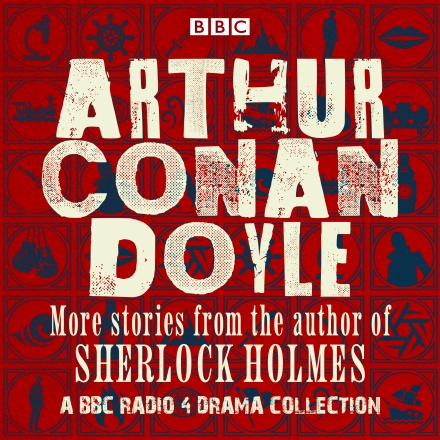 BBC
ARTHUR
CONAN
DOYLE
More stories from the author of
SHERLOCK HOLMES
A BBC RADIO 4 DRAMA COLLECTION